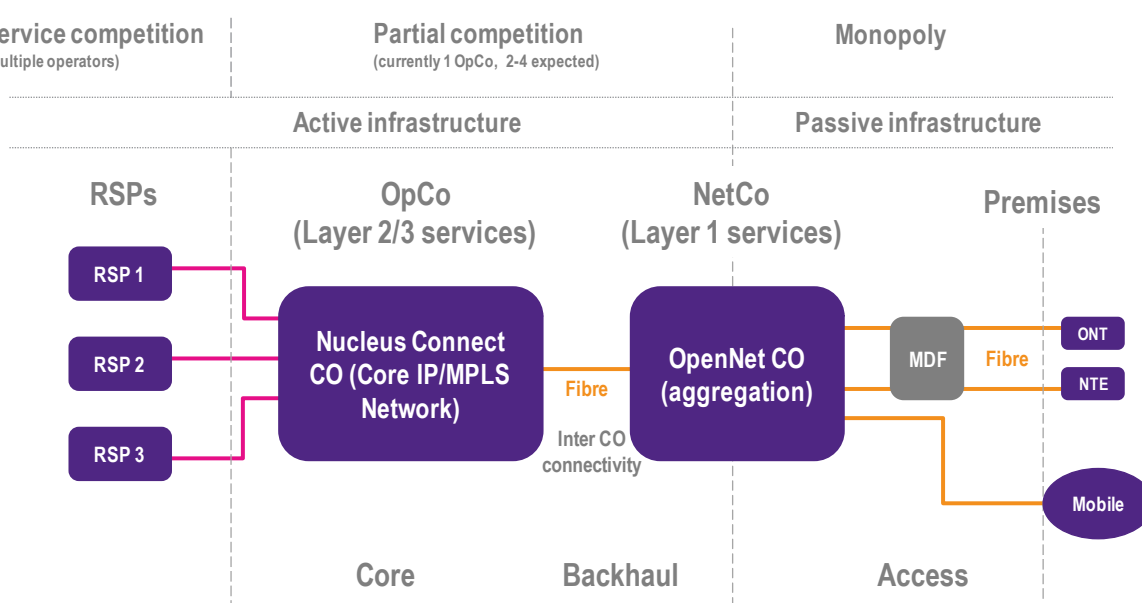 ervice competition
Partial competition
Monopoly
ultiple operators)
(currently 1 OpCo, 2-4 expected)
Active infrastructure
Passive infrastructure
RSPs
OpCo
(Layer 2/3 services)
NetCo
(Layer 1 services)
Premises
RSP 1
RSP 2
RSP 3
Nucleus Connect
CO (Core IP/MPLS
Network)
Fibre
Inter CO
connectivity
OpenNet CO
(aggregation)
MDF
Fibre
ONT
NTE
Mobile
Core
Backhaul
Access